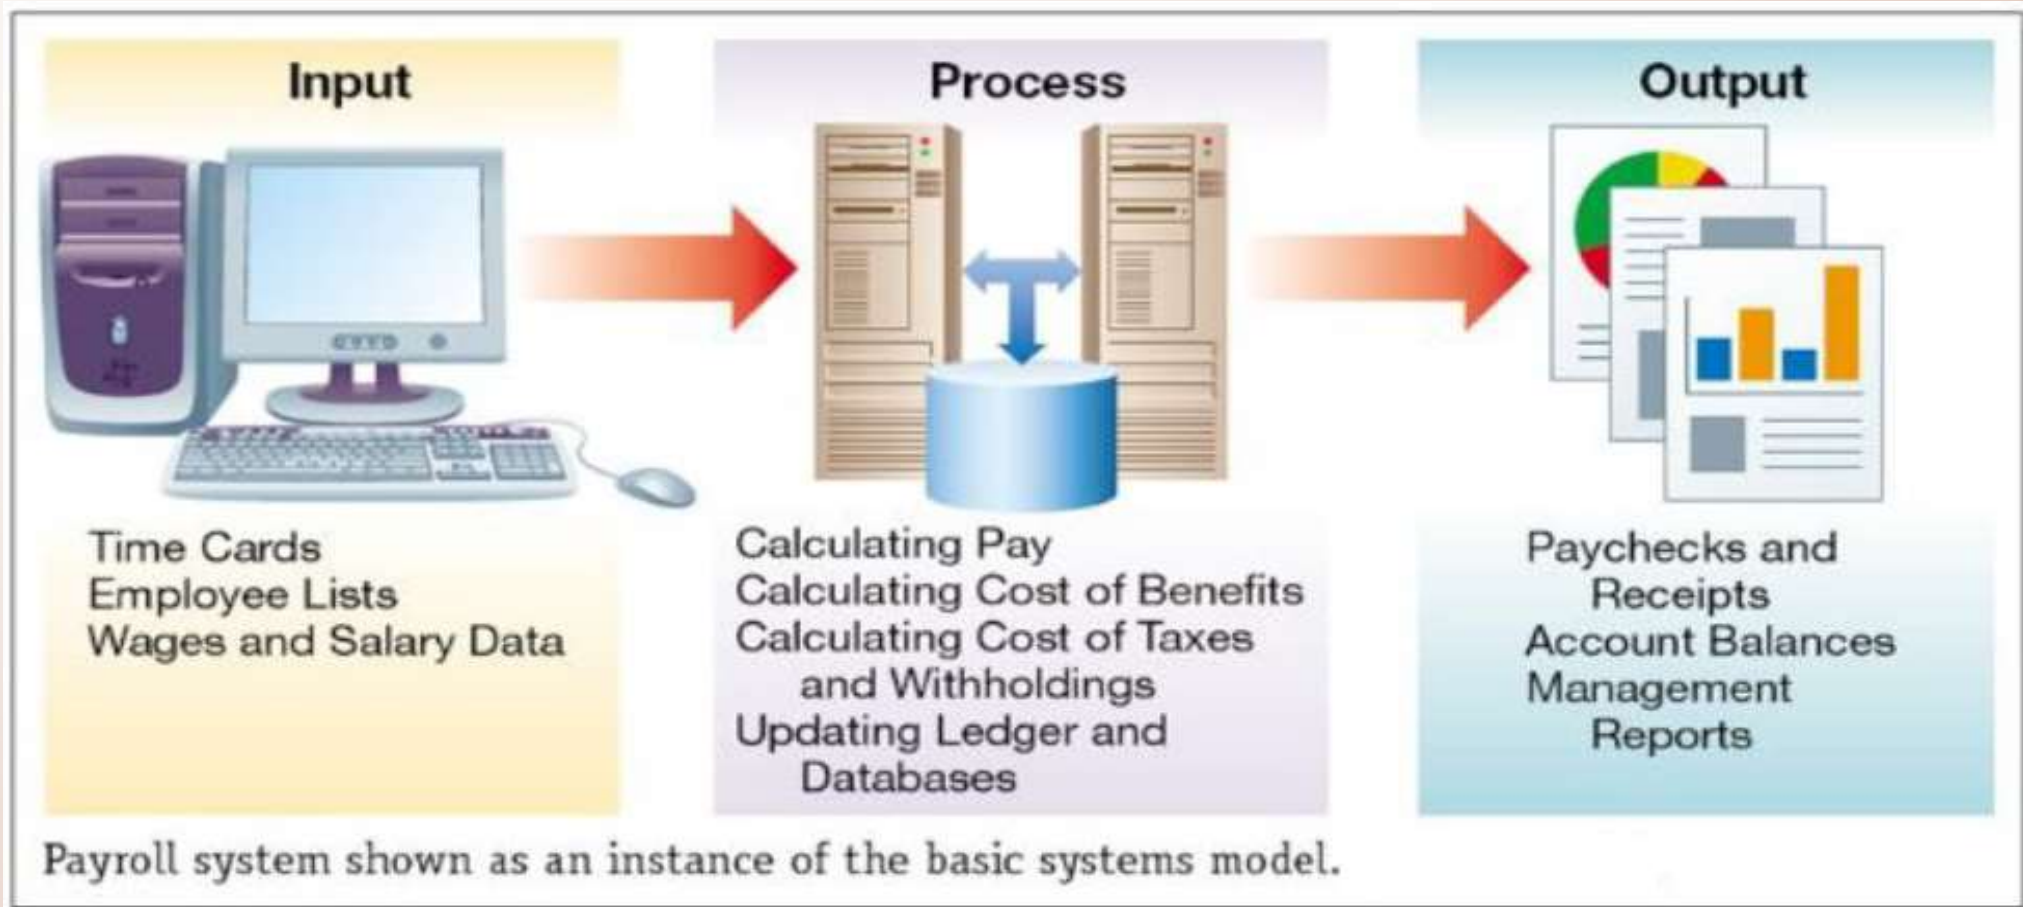 Input
Time Cards
Employee Lists
Wages and Salary Data
Process
Calculating Pay
Calculating Cost of Benefits
Calculating Cost of Taxes
and Withholdings
Updating Ledger and
Databases
Output
Paychecks and
Receipts
Account Balances
Management
Reports
Payroll system shown as an instance of the basic systems model.